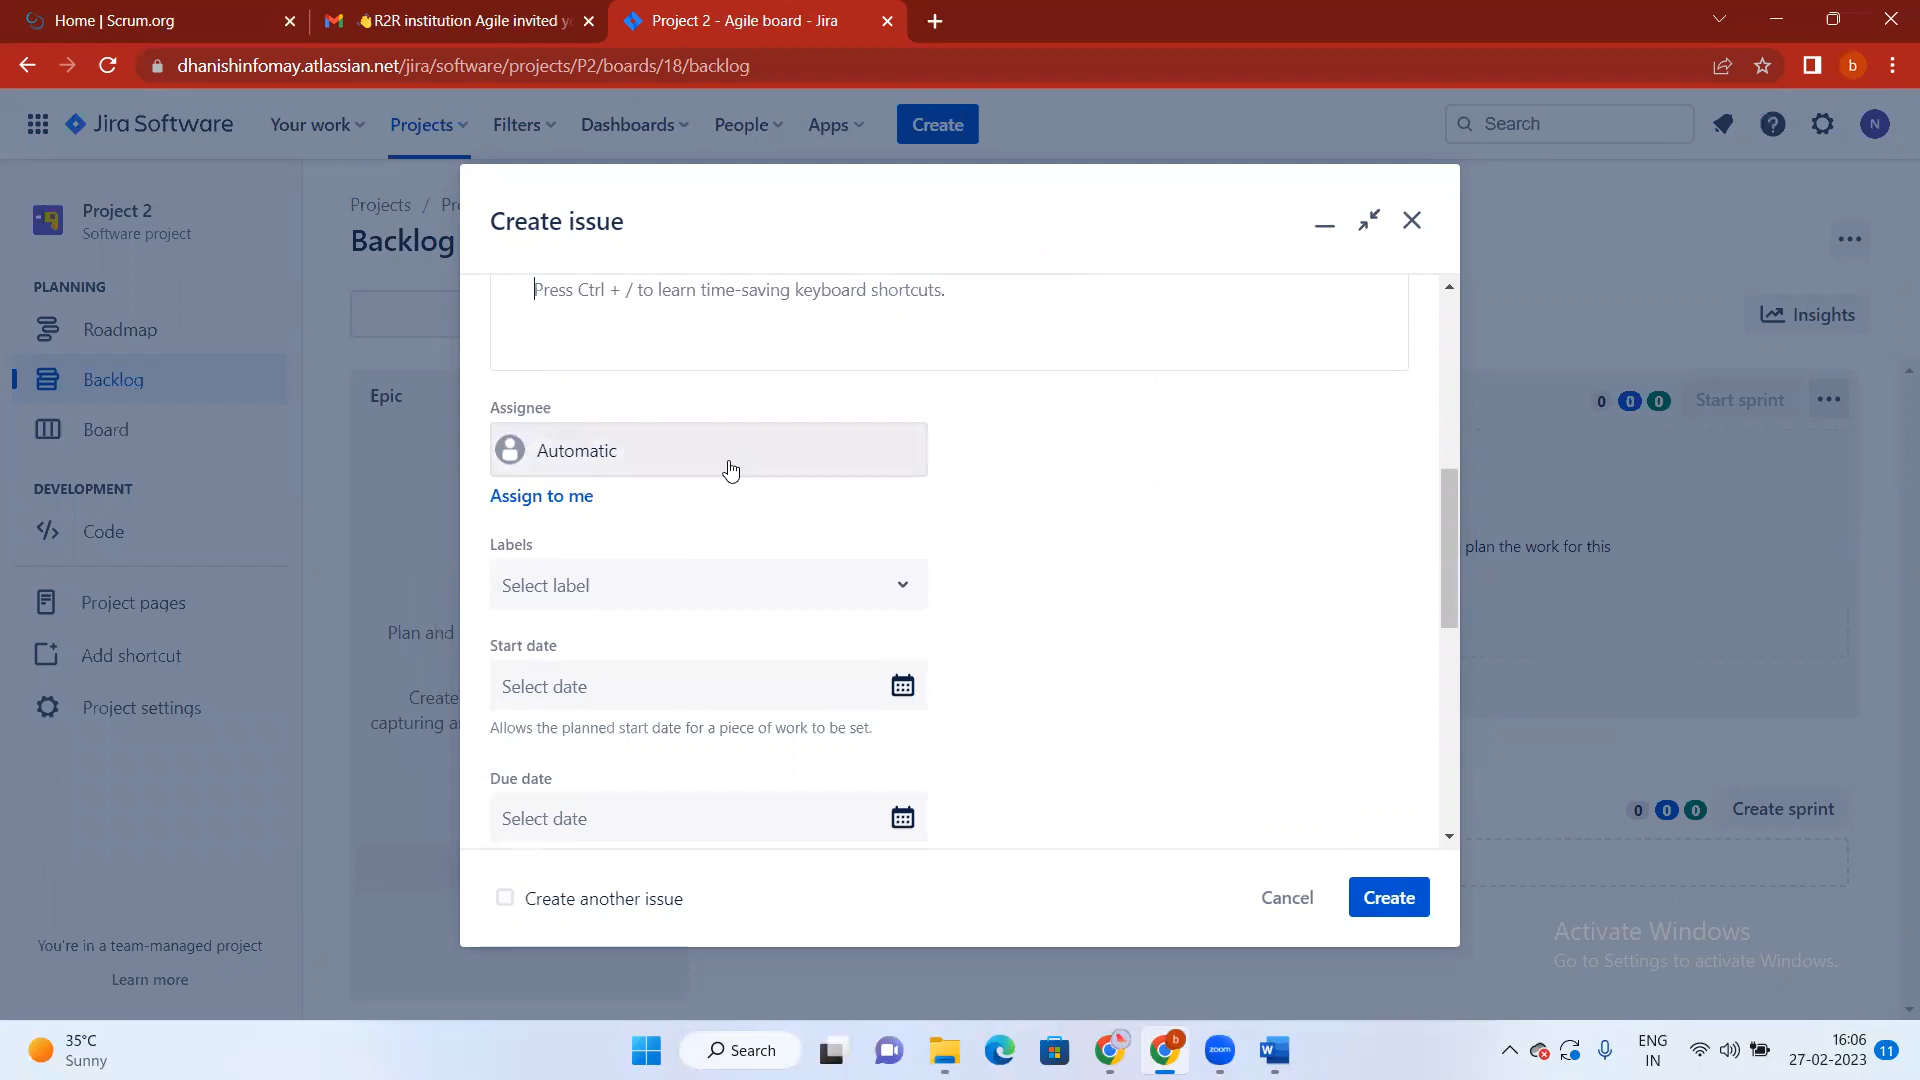 Home | Scrum.org
👋R2R institution Agile invited y
Project 2 - Agile board - Jira
dhanishinfomay.atlassian.net/jira/software/projects/P2/boards/18/backlog
b
Jira Software
Your work
Projects
Filters
Dashboards
People
Apps
Create
Search
N
Project 2
Software project
PLANNING
Roadmap
Backlog
Board
DEVELOPMENT
Code
Project pages
Add shortcut
Project settings
You're in a team-managed project
Learn more
Projects / Pr
Backlog
Epic
Plan and
Create
capturing a
Insights
0 0 0 Start sprint
plan the work for this
0 0 0 Create sprint
Create issue
Press Ctrl + / to learn time-saving keyboard shortcuts.
Assignee
Automatic
Assign to me
Labels
Select label
Start date
Select date
Allows the planned start date for a piece of work to be set.
Due date
Select date
Create another issue
Cancel
Create
Activate Windows
Go to Settings to activate Windows.
35°C
Sunny
Search
b
zoom
W
ENG
IN
16:06
27-02-2023
11